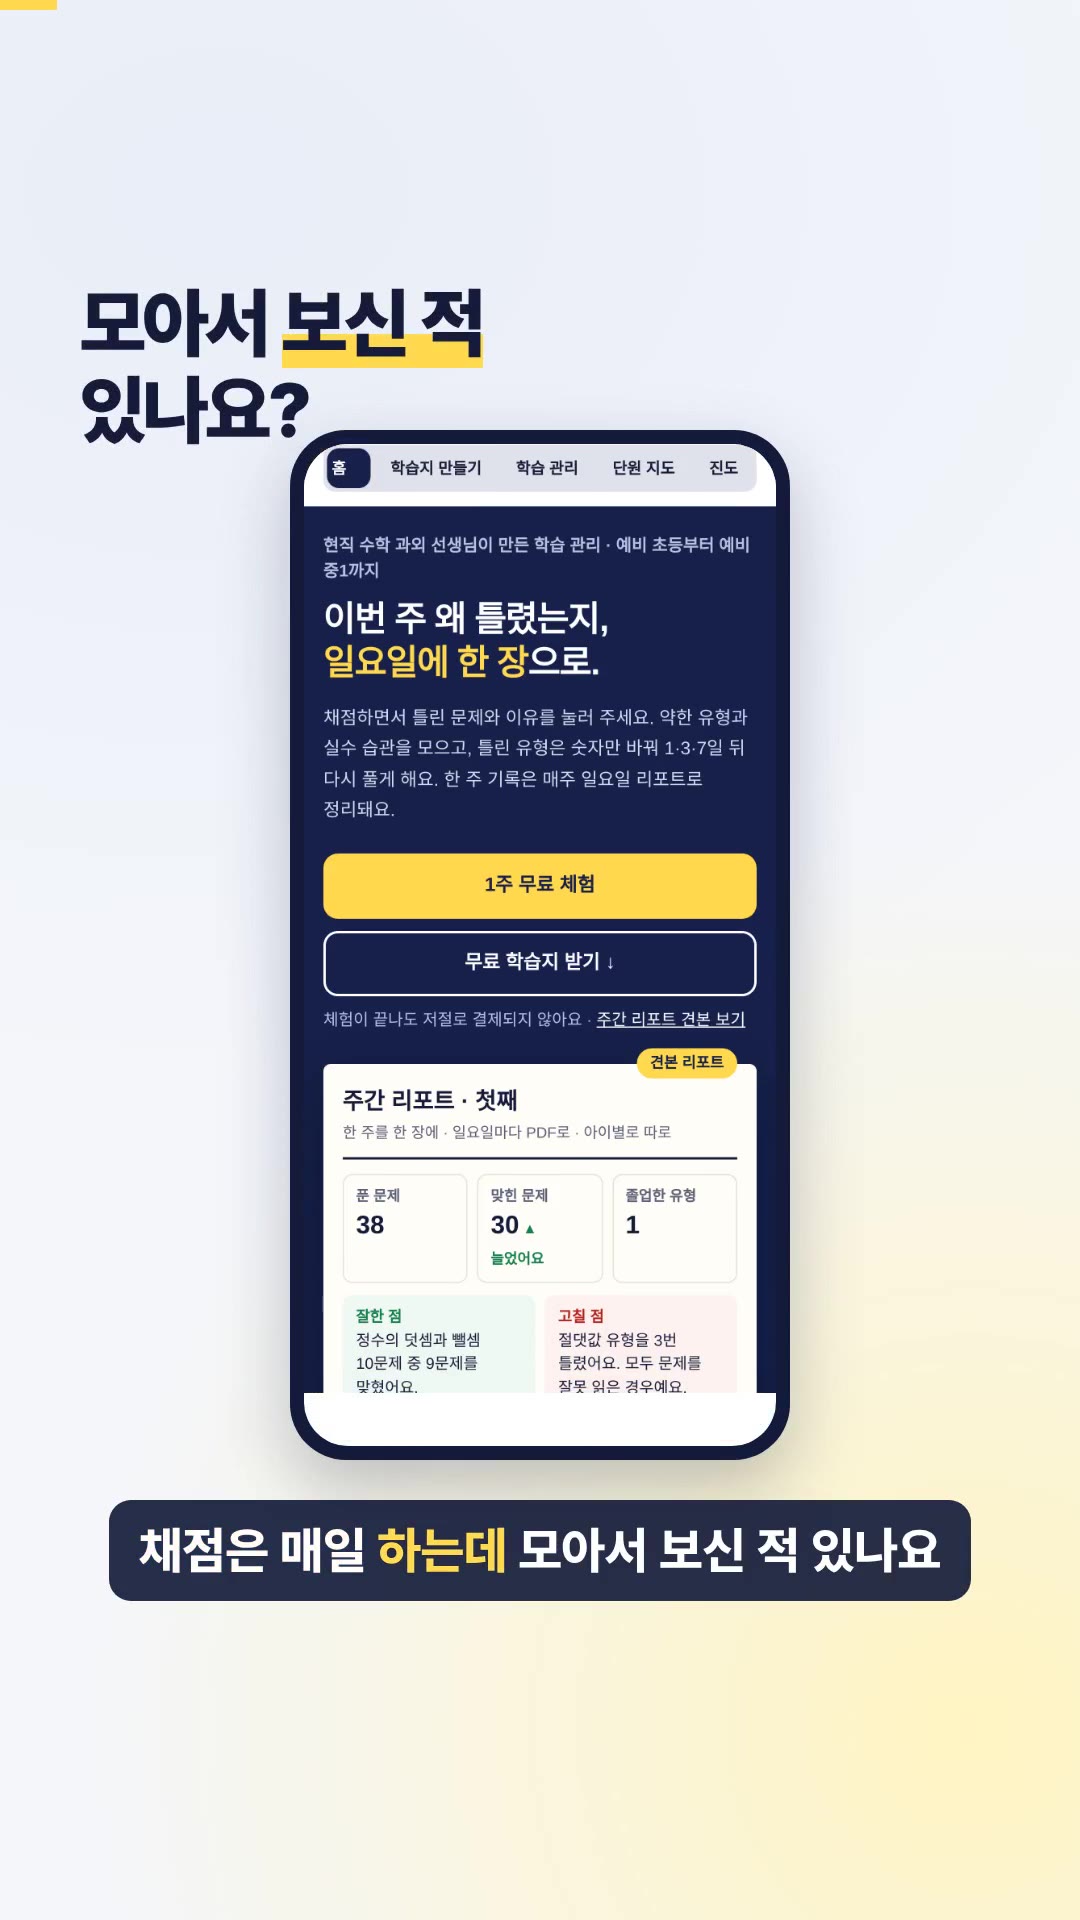 모아서 보신 적
있나요?
홈 학습지 만들기 학습 관리 단원 지도 진도
현직 수학 과외 선생님이 만든 학습 관리 · 예비 초등부터 예비
중1까지
이번 주 왜 틀렸는지,
일요일에 한 장으로.
채점하면서 틀린 문제와 이유를 눌러 주세요. 약한 유형과
실수 습관을 모으고, 틀린 유형은 숫자만 바꿔 1·3·7일 뒤
다시 풀게 해요. 한 주 기록은 매주 일요일 리포트로
정리돼요.
1주 무료 체험
무료 학습지 받기 ↓
체험이 끝나도 저절로 결제되지 않아요 · 주간 리포트 견본 보기
견본 리포트
주간 리포트 · 첫째
한 주를 한 장에 · 일요일마다 PDF로 · 아이별로 따로
푼 문제
38
맞힌 문제
30 ▲
늘었어요
졸업한 유형
1
잘한 점
정수의 덧셈과 뺄셈
10문제 중 9문제를
맞혔어요.
고칠 점
절댓값 유형을 3번
틀렸어요. 모두 문제를
잘못 읽은 경우예요.
채점은 매일 하는데 모아서 보신 적 있나요